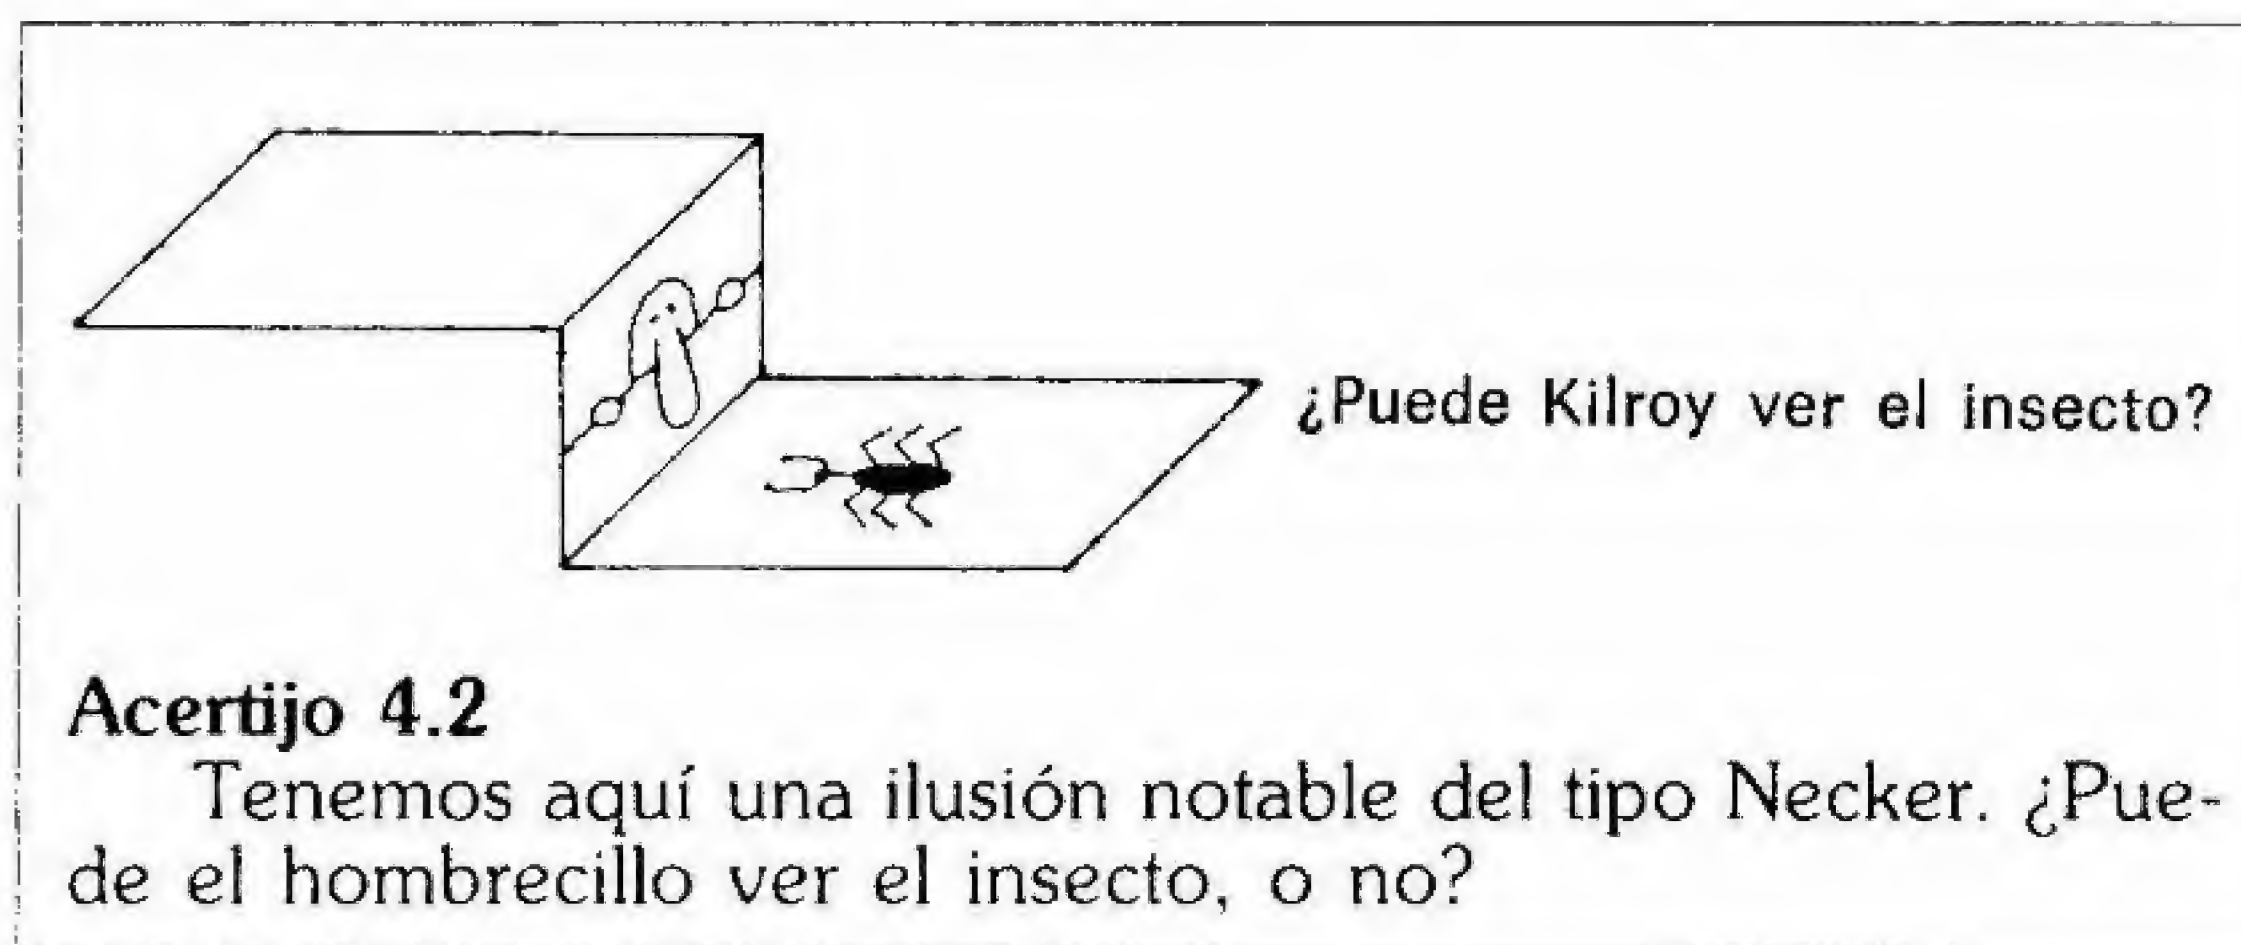 ¿Puede Kilroy ver el insecto?
Acertijo 4.2
Tenemos aquí una ilusión notable del tipo Necker. ¿Pue-
de el hombrecillo ver el insecto, o no?